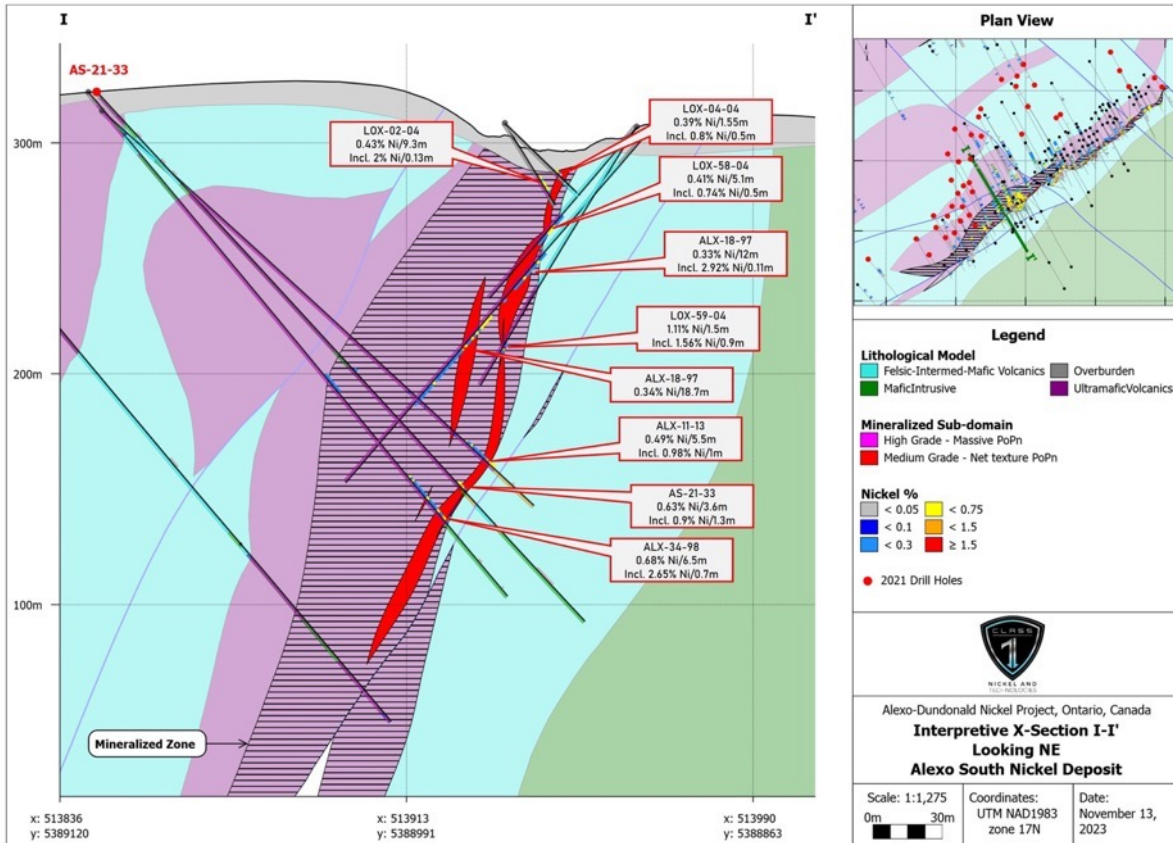 I
I'
AS-21-33
300m
200m
100m
LOX-02-04
0.43% Ni/9.3m
Incl. 2% Ni/0.13m
LOX-04-04
0.39% Ni/1.55m
Incl. 0.8% Ni/0.5m
LOX-58-04
0.41% Ni/5.1m
Incl. 0.74% Ni/0.5m
ALX-18-97
0.33% Ni/12m
Incl. 2.92% Ni/0.11m
LOX-59-04
1.11% Ni/1.5m
Incl. 1.56% Ni/0.9m
ALX-18-97
0.34% Ni/18.7m
ALX-11-13
0.49% Ni/5.5m
Incl. 0.98% Ni/1m
AS-21-33
0.63% Ni/3.6m
Incl. 0.9% Ni/1.3m
ALX-34-98
0.68% Ni/6.5m
Incl. 2.65% Ni/0.7m
Mineralized Zone
x: 513836
y: 5389120
x: 513913
y: 5388991
x: 513990
y: 5388863
Plan View
I
I'
Legend
Lithological Model
Felsic-Intermed-Mafic Volcanics
Overburden
MaficIntrusive
UltramaficVolcanics
Mineralized Sub-domain
High Grade - Massive PoPn
Medium Grade - Net texture PoPn
Nickel %
< 0.05
< 0.75
< 0.1
< 1.5
< 0.3
≥ 1.5
2021 Drill Holes
CLASS
1
NICKEL AND
TECHNOLOGIES
Alexo-Dundonald Nickel Project, Ontario, Canada
Interpretive X-Section I-I'
Looking NE
Alexo South Nickel Deposit
Scale: 1:1,275
0m 30m
Coordinates:
UTM NAD1983
zone 17N
Date:
November 13,
2023